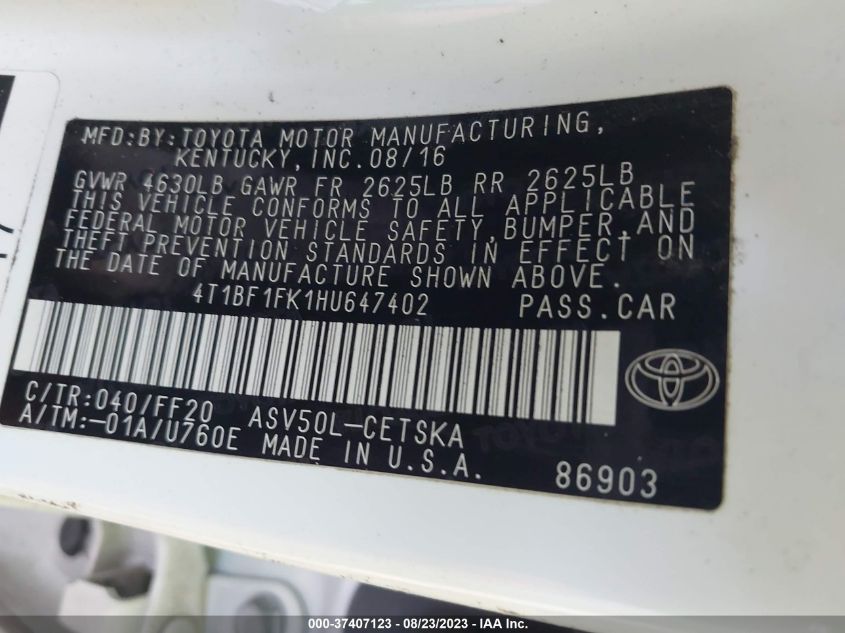 MFD:BY:TOYOTA MOTOR MANUFACTURING,
KENTUCKY,INC.08/16
GVWR 4630LB GAWR FR 2625LB RR 2625LB
THIS VEHICLE CONFORMS TO ALL APPLICABLE
FEDERAL MOTOR VEHICLE SAFETY,BUMPER,AND
THEFT PREVENTION STANDARDS IN EFFECT ON
THE DATE OF MANUFACTURE SHOWN ABOVE.
4T1BF1FK1HU647402 PASS.CAR
C/TR:040/FF20 ASV50L-CETSKA
A/TM:-01A/U760E MADE IN U.S.A.
86903
000-37407123 - 08/23/2023 - IAA Inc.